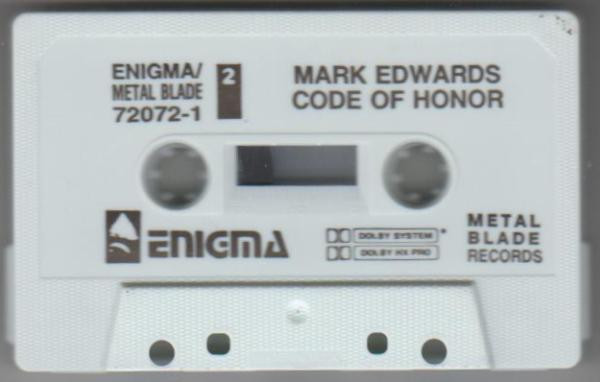 ENIGMA/
METAL BLADE
72072-1
2
MARK EDWARDS
CODE OF HONOR
ENIGMA
DOLBY SYSTEM *
DOLBY HX PRO
METAL
BLADE
RECORDS